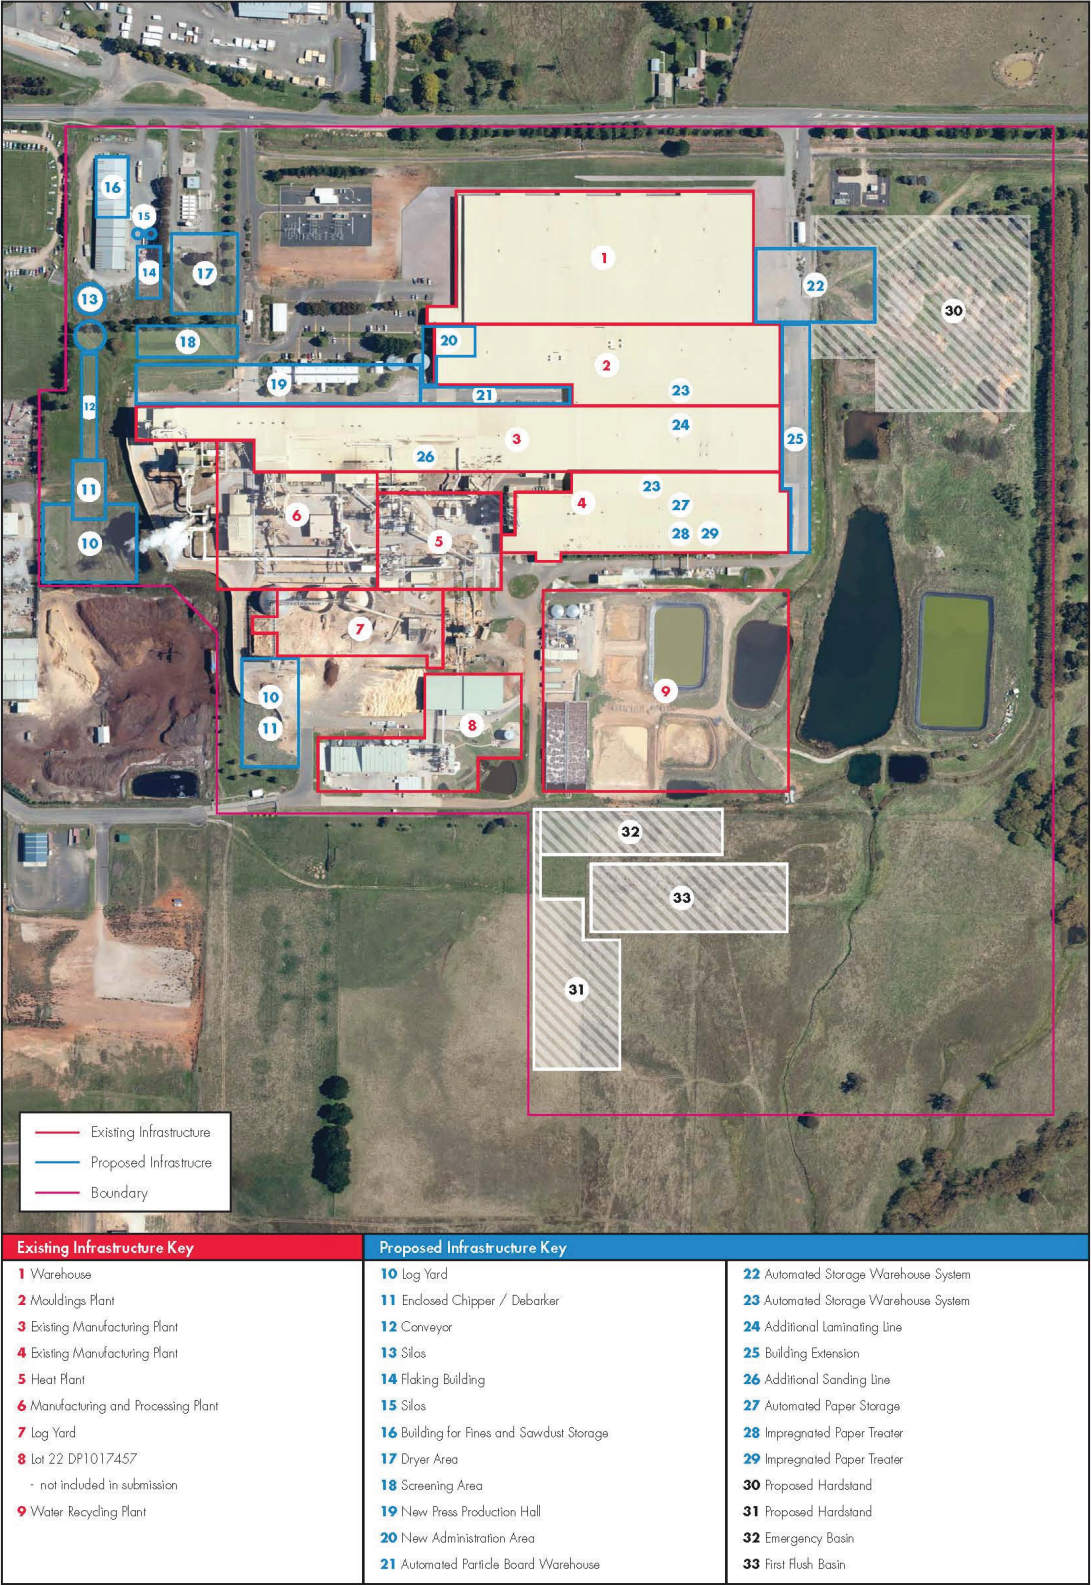 16
15
14
17
13
18
12
11
10
19
20
21
1
2
22
30
23
24
3
26
25
4
23
27
28
29
6
5
7
9
10
11
8
32
33
31
Existing Infrastructure
Proposed Infrastrucre
Boundary
Existing Infrastructure Key
1 Warehouse
2 Mouldings Plant
3 Existing Manufacturing Plant
4 Existing Manufacturing Plant
5 Heat Plant
6 Manufacturing and Processing Plant
7 Log Yard
8 Lot 22 DP1017457
- not included in submission
9 Water Recycling Plant
Proposed Infrastructure Key
10 Log Yard
11 Enclosed Chipper / Debarker
12 Conveyor
13 Silos
14 Flaking Building
15 Silos
16 Building for Fines and Sawdust Storage
17 Dryer Area
18 Screening Area
19 New Press Production Hall
20 New Administration Area
21 Automated Particle Board Warehouse
22 Automated Storage Warehouse System
23 Automated Storage Warehouse System
24 Additional Laminating Line
25 Building Extension
26 Additional Sanding Line
27 Automated Paper Storage
28 Impregnated Paper Treater
29 Impregnated Paper Treater
30 Proposed Hardstand
31 Proposed Hardstand
32 Emergency Basin
33 First Flush Basin